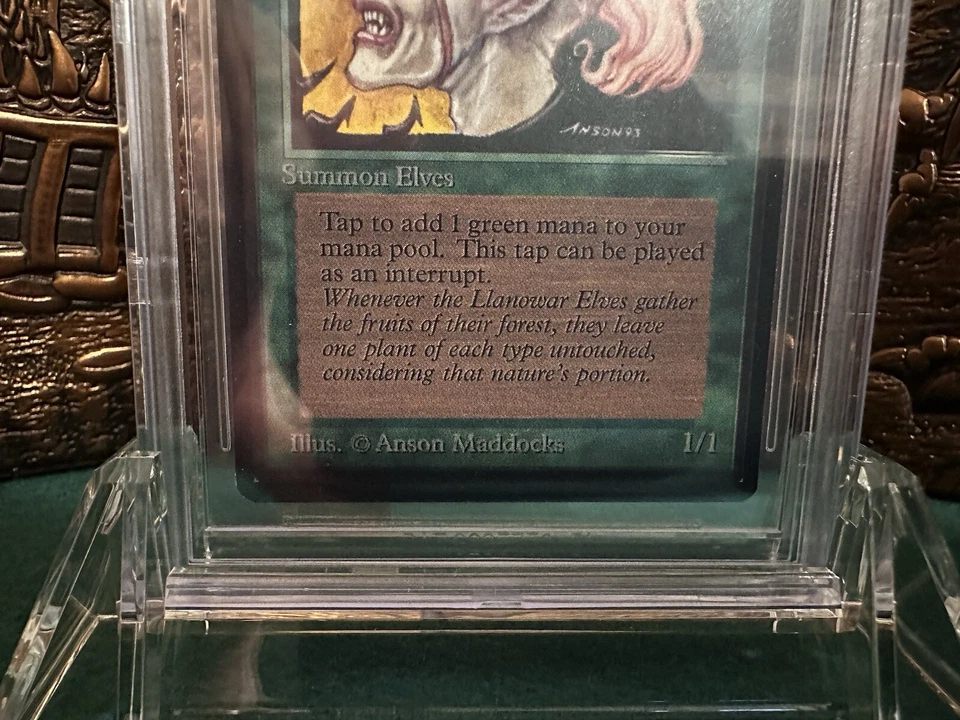 ANSON93
Summon Elves
Tap to add 1 green mana to your
mana pool. This tap can be played
as an interrupt.
Whenever the Llanowar Elves gather
the fruits of their forest, they leave
one plant of each type untouched,
considering that nature's portion.
Illus. © Anson Maddocks 1/1